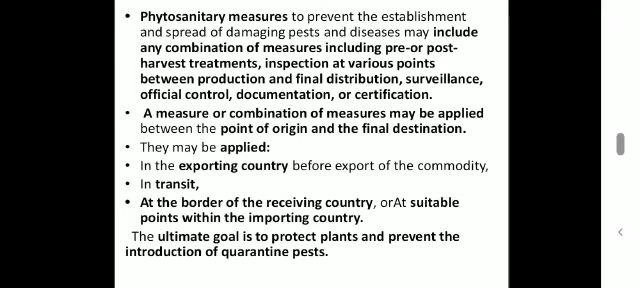 • Phytosanitary measures to prevent the establishment
and spread of damaging pests and diseases may include
any combination of measures including pre-or post-
harvest treatments, inspection at various points
between production and final distribution, surveillance,
official control, documentation, or certification.
• A measure or combination of measures may be applied
between the point of origin and the final destination.
• They may be applied:
• In the exporting country before export of the commodity,
• In transit,
• At the border of the receiving country, orAt suitable
points within the importing country.
The ultimate goal is to protect plants and prevent the
introduction of quarantine pests.